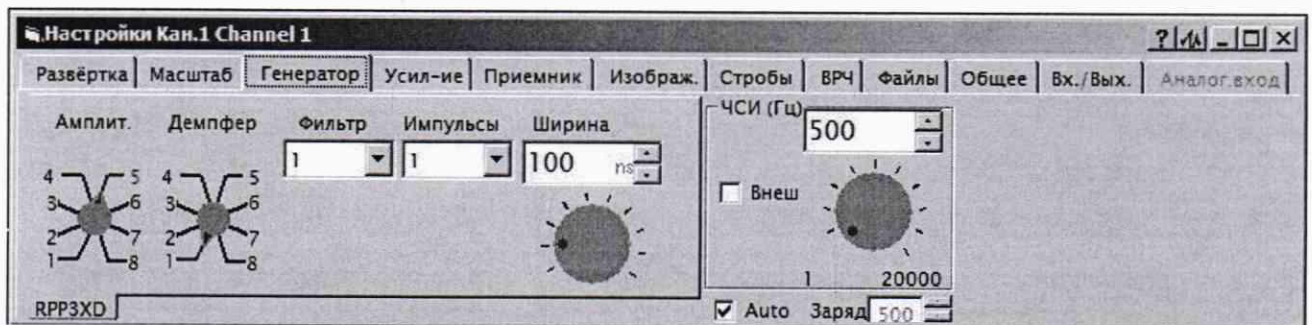 Настройки Кан.1 Channel 1
Развёртка Масштаб Генератор Усил-ие Приемник Изображ. Стробы ВРЧ Файлы Общее Вх./Вых. Аналог.вход
Амплит. Демпфер Фильтр Импульсы Ширина ЧСИ (Гц)
1 1 100 ns 500
4 5 4 5
3 6 3 6 Внеш
2 7 2 7
1 8 1 8
1 20000
RPP3XD Auto Заряд 500